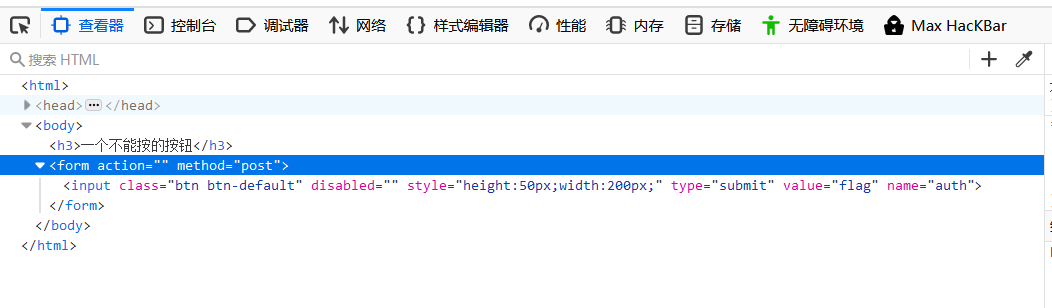 查看器 控制台 调试器 网络 样式编辑器 性能 内存 存储 无障碍环境 Max HacKBar
搜索 HTML
<html>
<head> ... </head>
<body>
<h3>一个不能按的按钮</h3>
<form action="" method="post">
<input class="btn btn-default" disabled="" style="height:50px;width:200px;" type="submit" value="flag" name="auth">
</form>
</body>
</html>